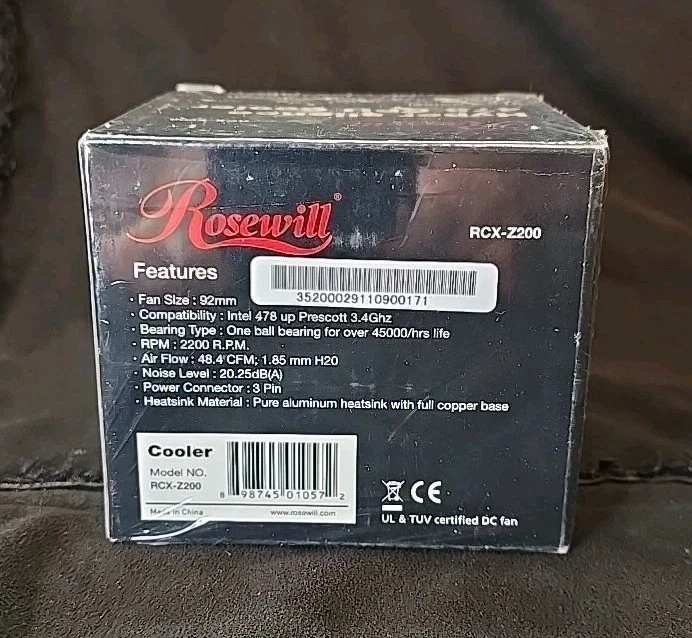 Rosewill®
RCX-Z200
Features
35200029110900171
· Fan Size : 92mm
· Compatibility : Intel 478 up Prescott 3.4Ghz
· Bearing Type : One ball bearing for over 45000/hrs life
· RPM : 2200 R.P.M.
· Air Flow : 48.4 CFM; 1.85 mm H20
· Noise Level : 20.25dB(A)
· Power Connector : 3 Pin
· Heatsink Material : Pure aluminum heatsink with full copper base
Cooler
Model NO.
RCX-Z200
8 98745 01057 2
Made in China
www.rosewill.com
CE
UL & TUV certified DC fan